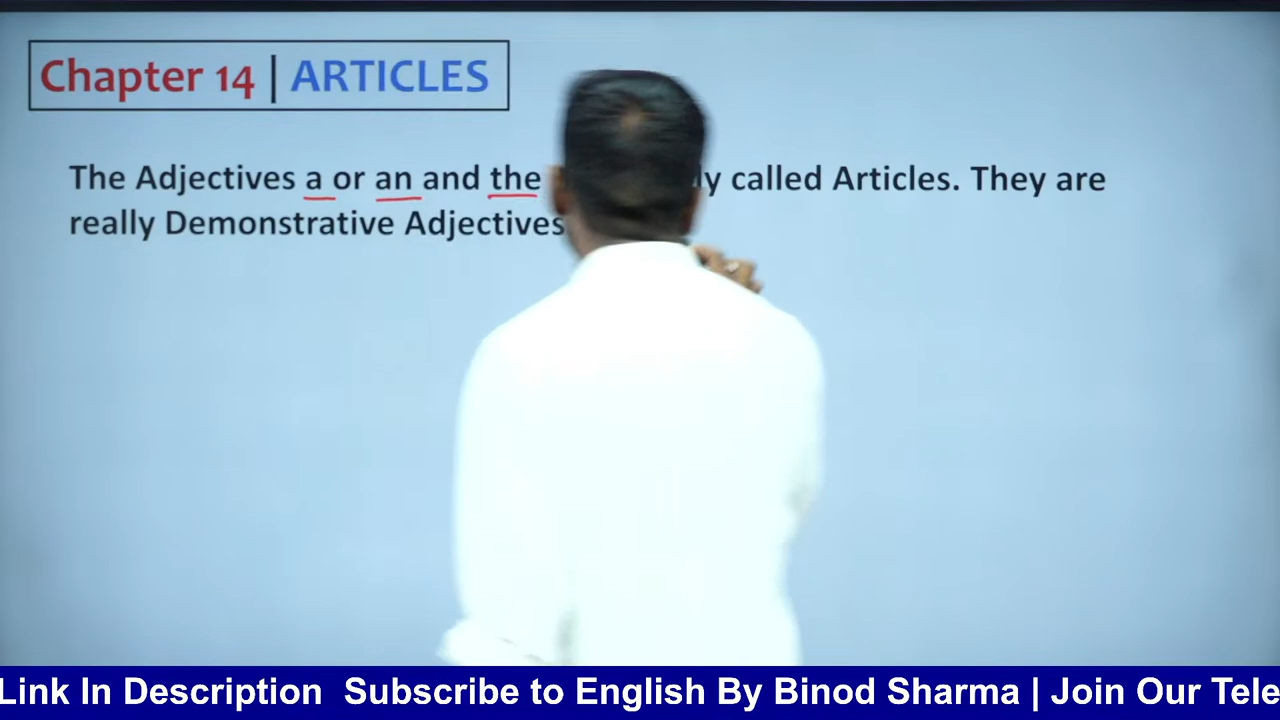 Chapter 14 | ARTICLES
The Adjectives a or an and the ly called Articles. They are
really Demonstrative Adjectives
Link In Description Subscribe to English By Binod Sharma | Join Our Tele